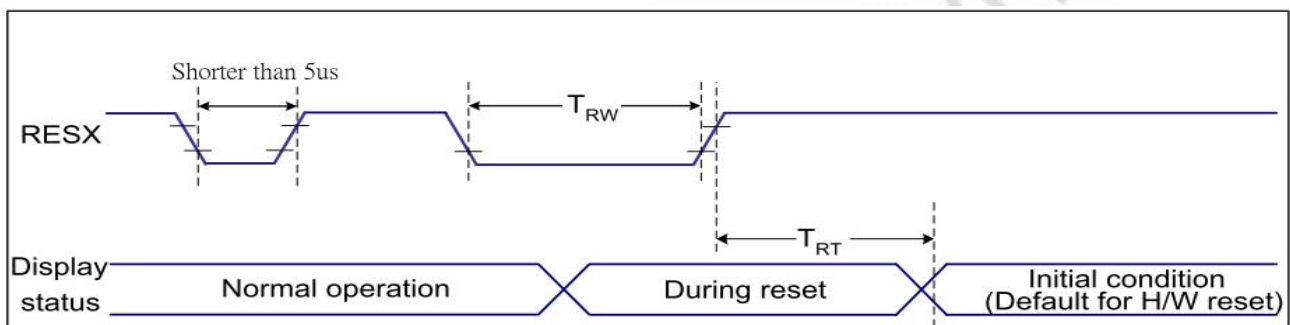 Shorter than 5us
RESX
TRW
TRT
Display
status
Normal operation
During reset
Initial condition
(Default for H/W reset)